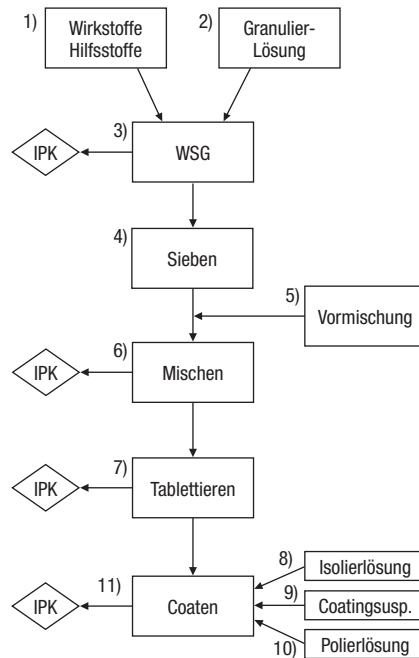 1) Wirkstoffe
Hilfsstoffe
2) Granulier-
Lösung
3) WSG
IPK
4) Sieben
5) Vormischung
6) Mischen
IPK
7) Tablettieren
IPK
8) Isolierlösung
9) Coatingsusp.
10) Polierlösung
11) Coaten
IPK